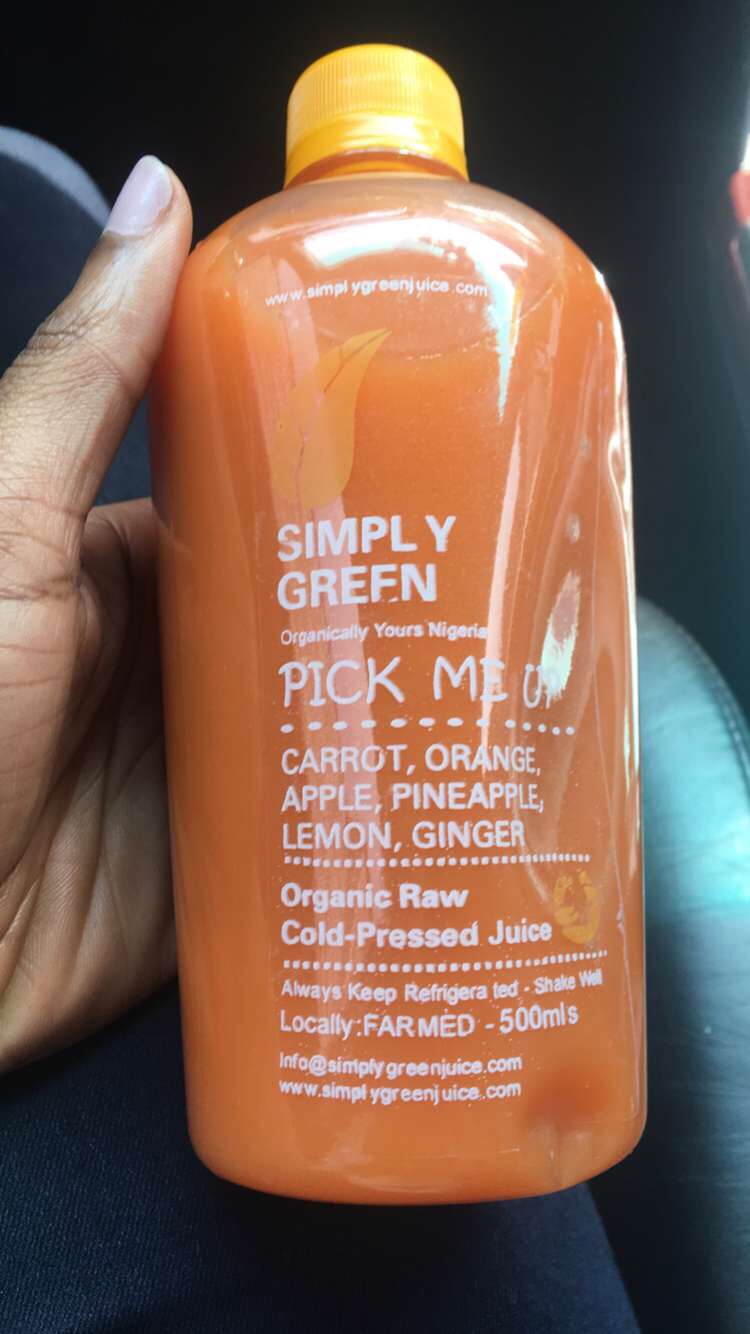 www.simplygreenjuice.com
SIMPLY
GREEN
Organically Yours Nigeria
PICK ME UP
CARROT, ORANGE,
APPLE, PINEAPPLE,
LEMON, GINGER
Organic Raw
Cold-Pressed Juice
Always Keep Refrigerated - Shake Well
Locally:FARMED - 500mls
Info@simplygreenjuice.com
www.simplygreenjuice.com